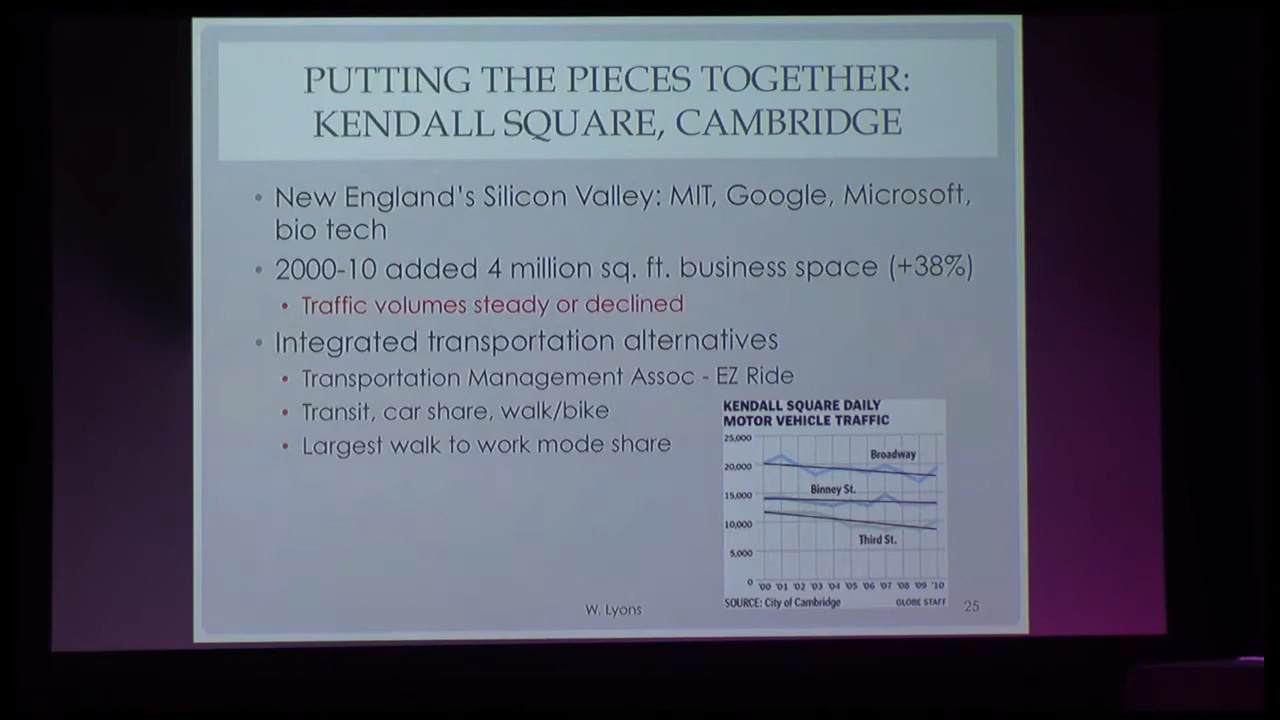 PUTTING THE PIECES TOGETHER:
KENDALL SQUARE, CAMBRIDGE
• New England's Silicon Valley: MIT, Google, Microsoft,
bio tech
• 2000-10 added 4 million sq. ft. business space (+38%)
• Traffic volumes steady or declined
• Integrated transportation alternatives
• Transportation Management Assoc - EZ Ride
• Transit, car share, walk/bike
• Largest walk to work mode share
KENDALL SQUARE DAILY
MOTOR VEHICLE TRAFFIC
25,000
Broadway
20,000
Binney St.
15,000
10,000
Third St.
5,000
0
'00 '01 '02 '03 '04 '05 '06 '07 '08 '09 '10
SOURCE: City of Cambridge GLOBE STAFF
W. Lyons
25